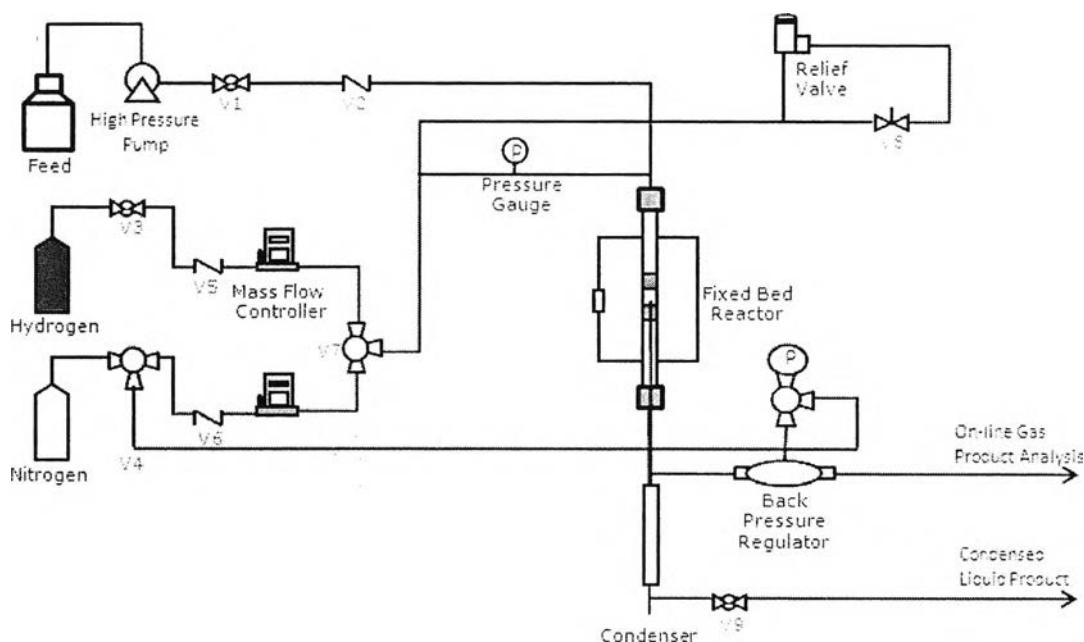 Feed
High Pressure
Pump
V1
V2
Relief
Valve
V8
P
Pressure
Gauge
V3
V5
Mass Flow
Controller
Hydrogen
V7
Fixed Bed
Reactor
P
Nitrogen
V4
V6
On-line Gas
Product Analysis
Back
Pressure
Regulator
Condensed
Liquid Product
V9
Condenser